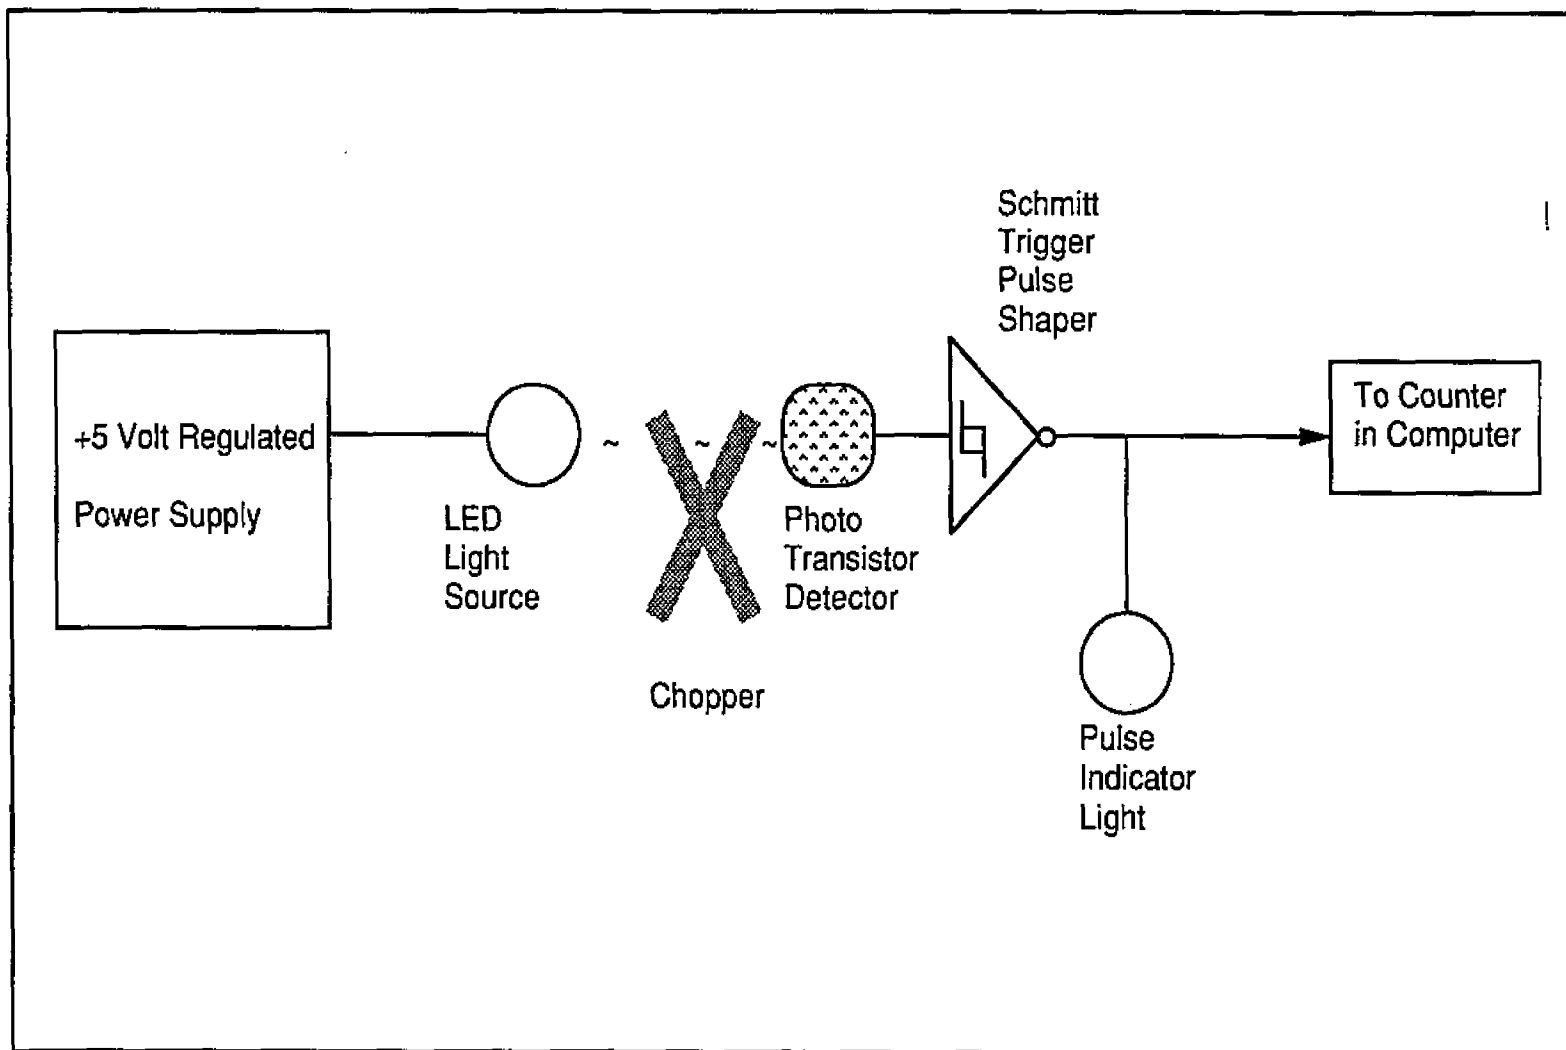 Schmitt
Trigger
Pulse
Shaper
+5 Volt Regulated
Power Supply
LED
Light
Source
~ ~ ~
Chopper
Photo
Transistor
Detector
To Counter
in Computer
Pulse
Indicator
Light